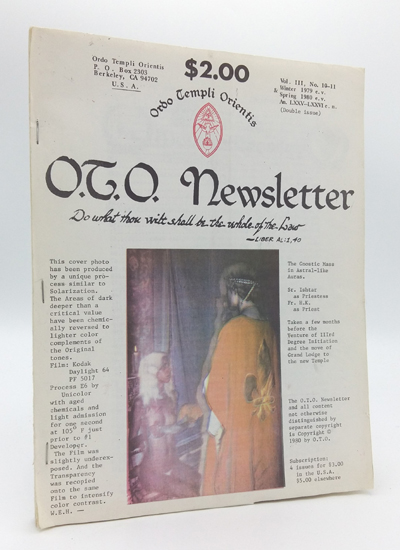 Ordo Templi Orientis
P. O. Box 2303
Berkeley, CA 94702
U.S.A.
$2.00
Vol. III, No. 10-11
Winter 1979 e.v.
& Spring 1980 e.v.
An. LXXV-LXXVI e.n.
(Double issue)
Ordo Templi Orientis
O.T.O. Newsletter
Do what thou wilt shall be the whole of the Law
—LIBER AL:I,40
This cover photo
has been produced
by a unique pro-
cess similar to
Solarization.
The Areas of dark
deeper than a
critical value
have been chemic-
ally reversed to
lighter color
complements of
the Original
tones.
Film: Kodak
Daylight 64
PF 5017
Process E6 by
Unicolor
with aged
chemicals and
light admission
for one second
at 105° F just
prior to #1
Developer.
The Film was
slightly underex-
posed. And the
Transparency
was recopied
onto the same
Film to intensify
color contrast.
W.E.H. —
The Gnostic Mass
in Astral-like
Auras.
Sr. Ishtar
as Priestess
Fr. H.K.
as Priest
Taken a few months
before the
Venture of IIIrd
Degree Initiation
and the move of
Grand Lodge to
the new Temple
The O.T.O. Newsletter
and all content
not otherwise
distinguished by
separate copyright
is Copyright ©
1980 by O.T.O.
Subscription:
4 issues for $3.00
in the U.S.A.
$5.00 elsewhere